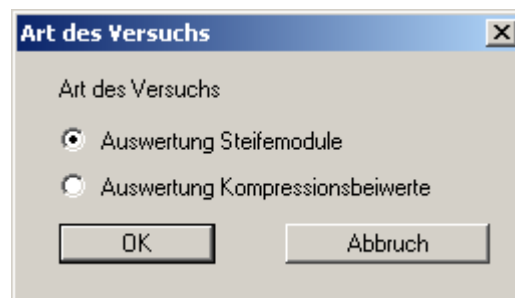 Art des Versuchs
Art des Versuchs
Auswertung Steifemodule
Auswertung Kompressionsbeiwerte
OK Abbruch